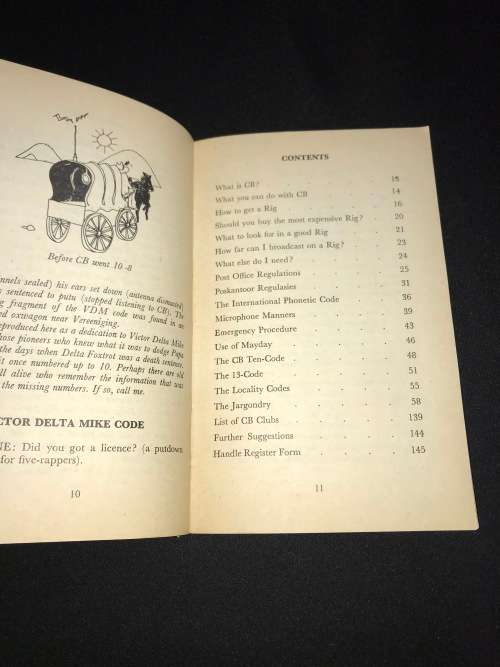 Before CB went 10-8
nnels sealed) his ears set down (antenna dismasted)
s sentenced to putu (stopped listening to CB). The
g fragment of the VDM code was found in an
ed oxwagon near Vereeniging.
eproduced here as a dedication to Victor Delta Mike
ose pioneers who knew what it was to dodge Papa
the days when Delta Foxtrot was a death sentence.
it once numbered up to 10. Perhaps there are old
ll alive who remember the information that was
the missing numbers. If so, call me.
CTOR DELTA MIKE CODE
NE: Did you got a licence? (a putdown
for five-rappers).
10
CONTENTS
What is CB? 13
What you can do with CB 14
How to get a Rig 16
Should you buy the most expensive Rig? 20
What to look for in a good Rig 21
How far can I broadcast on a Rig? 23
What else do I need? 24
Post Office Regulations 25
Poskantoor Regulasies 31
The International Phonetic Code 36
Microphone Manners 39
Emergency Procedure 43
Use of Mayday 46
The CB Ten-Code 48
The 13-Code 51
The Locality Codes 55
The Jargondry 58
List of CB Clubs 139
Further Suggestions 144
Handle Register Form 145
11